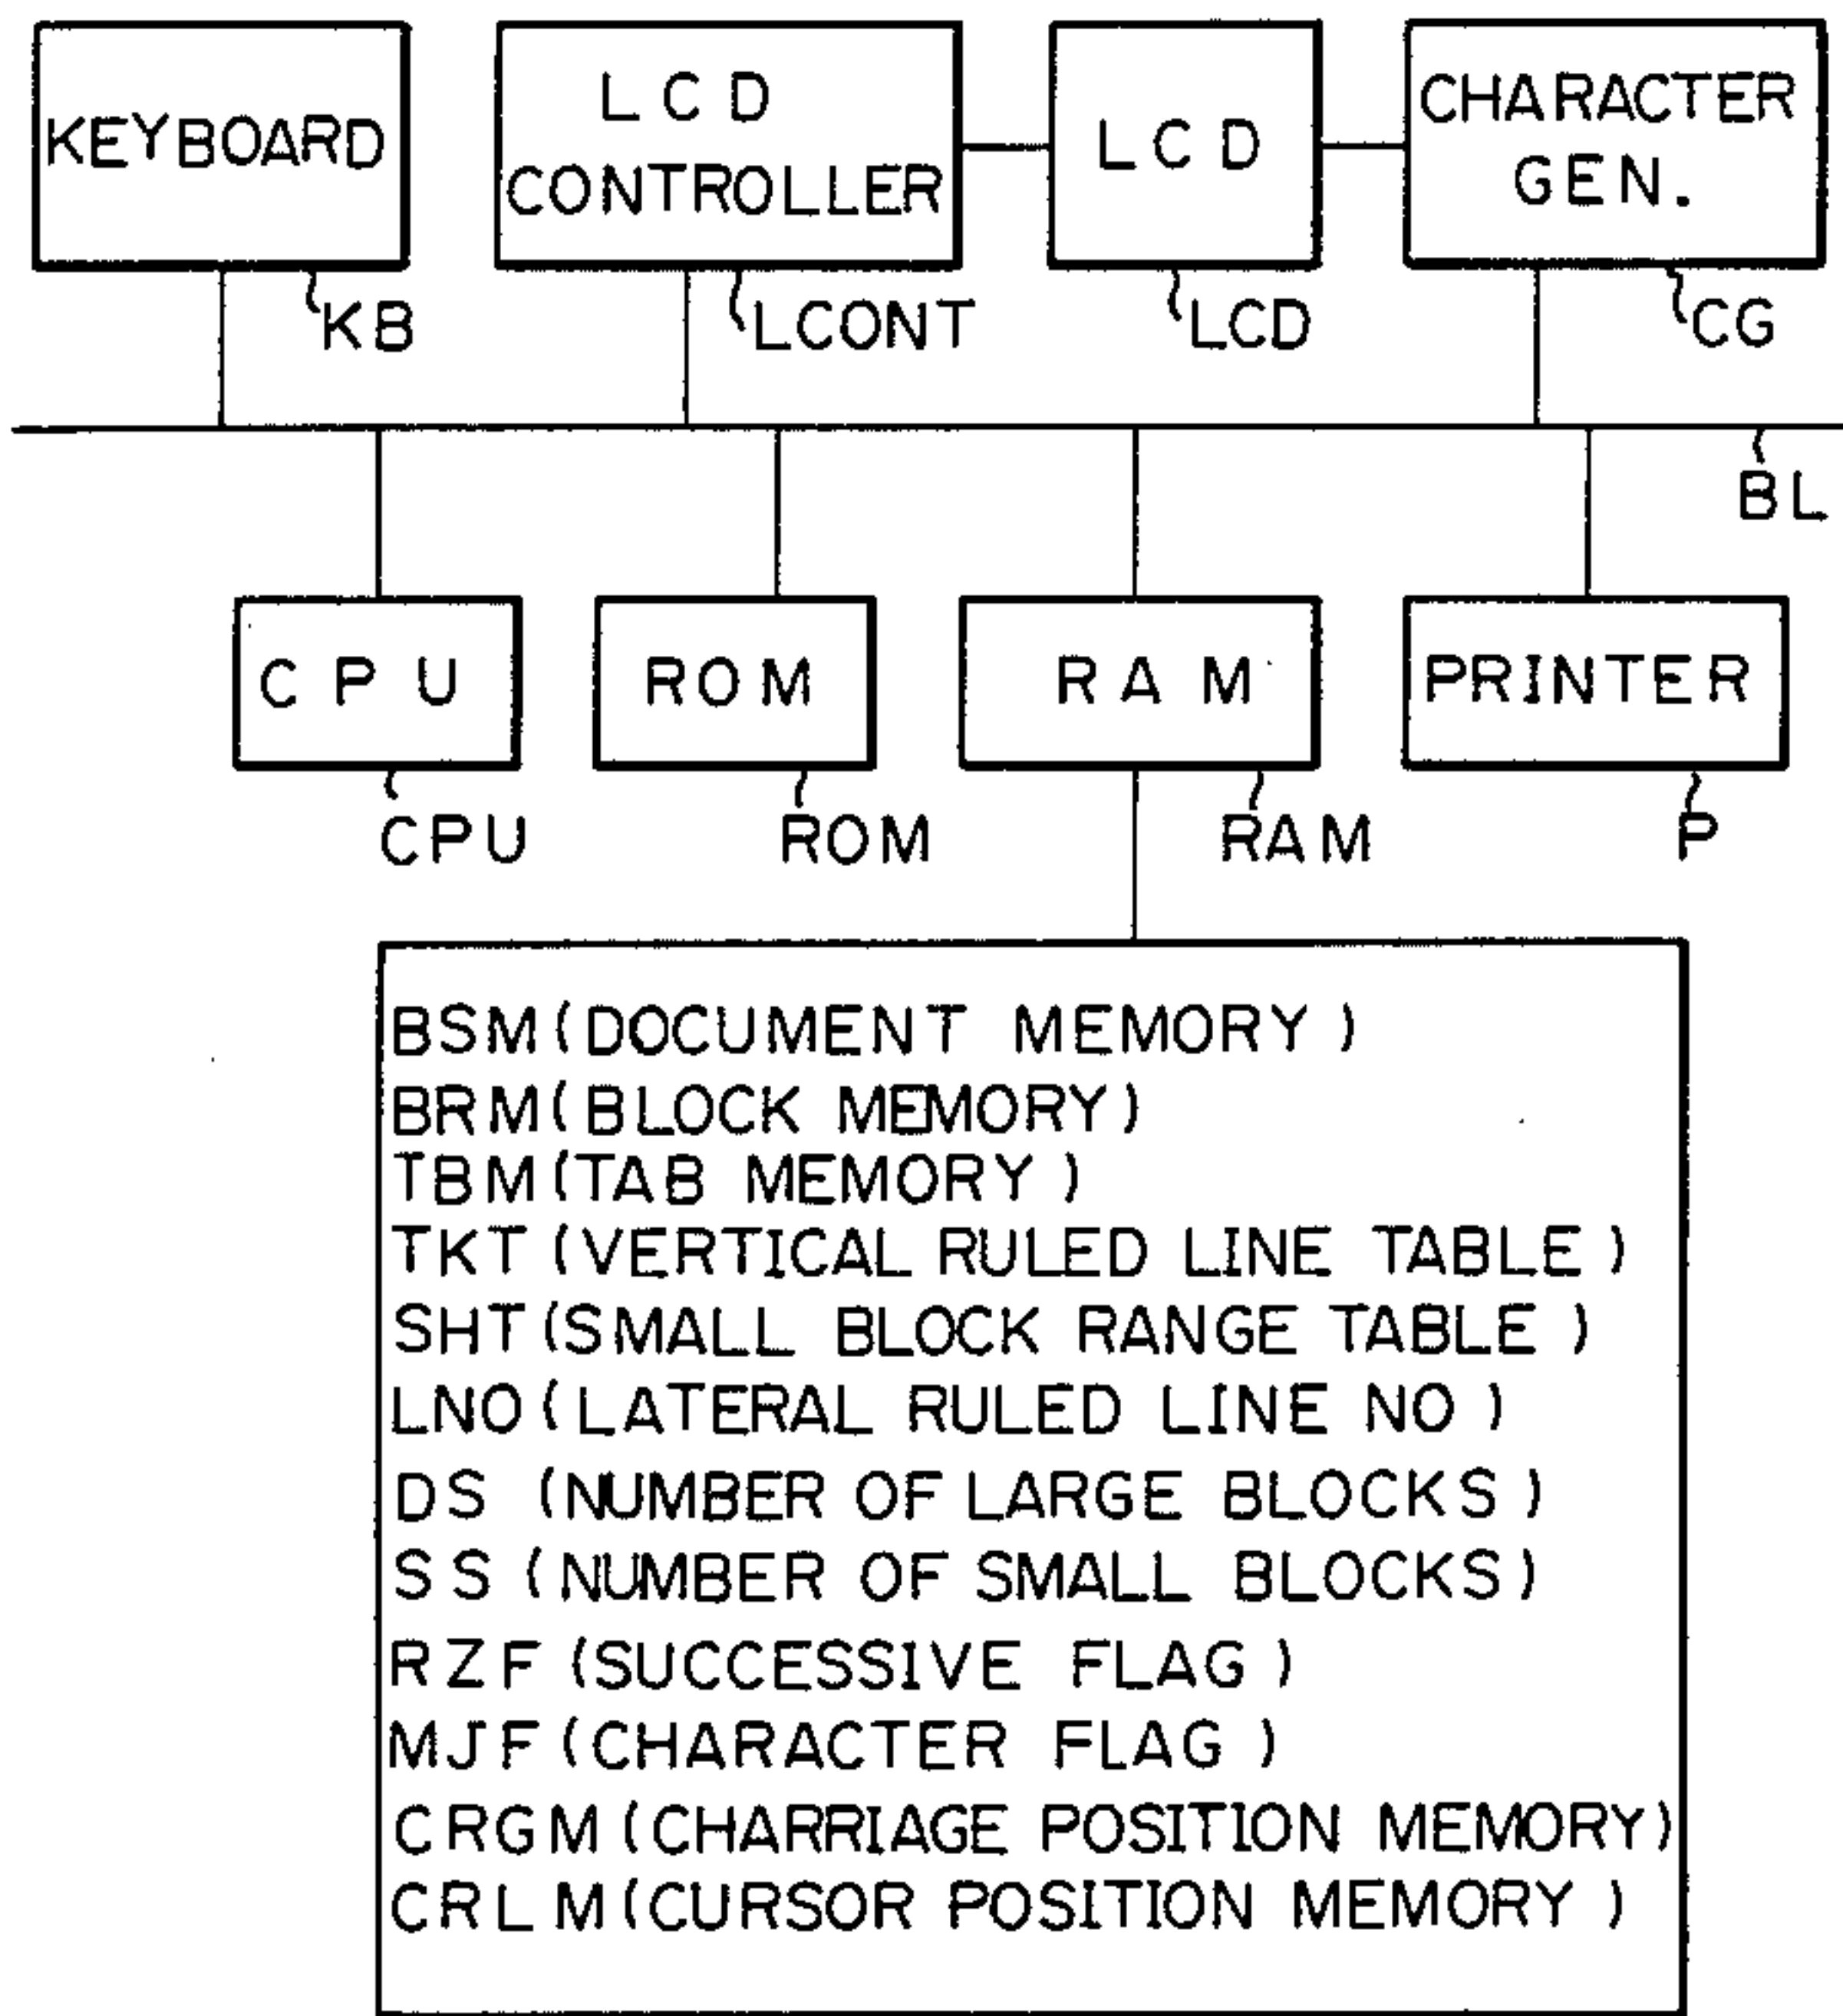 KEYBOARD
LCD
CONTROLLER
LCD
CHARACTER
GEN.
KB
LCONT
LCD
CG
BL
CPU
ROM
RAM
PRINTER
CPU
ROM
RAM
P
BSM (DOCUMENT MEMORY)
BRM (BLOCK MEMORY)
TBM (TAB MEMORY)
TKT (VERTICAL RULED LINE TABLE)
SHT (SMALL BLOCK RANGE TABLE)
LNO (LATERAL RULED LINE NO)
DS (NUMBER OF LARGE BLOCKS)
SS (NUMBER OF SMALL BLOCKS)
RZF (SUCCESSIVE FLAG)
MJF (CHARACTER FLAG)
CRGM (CHARRIAGE POSITION MEMORY)
CRLM (CURSOR POSITION MEMORY)